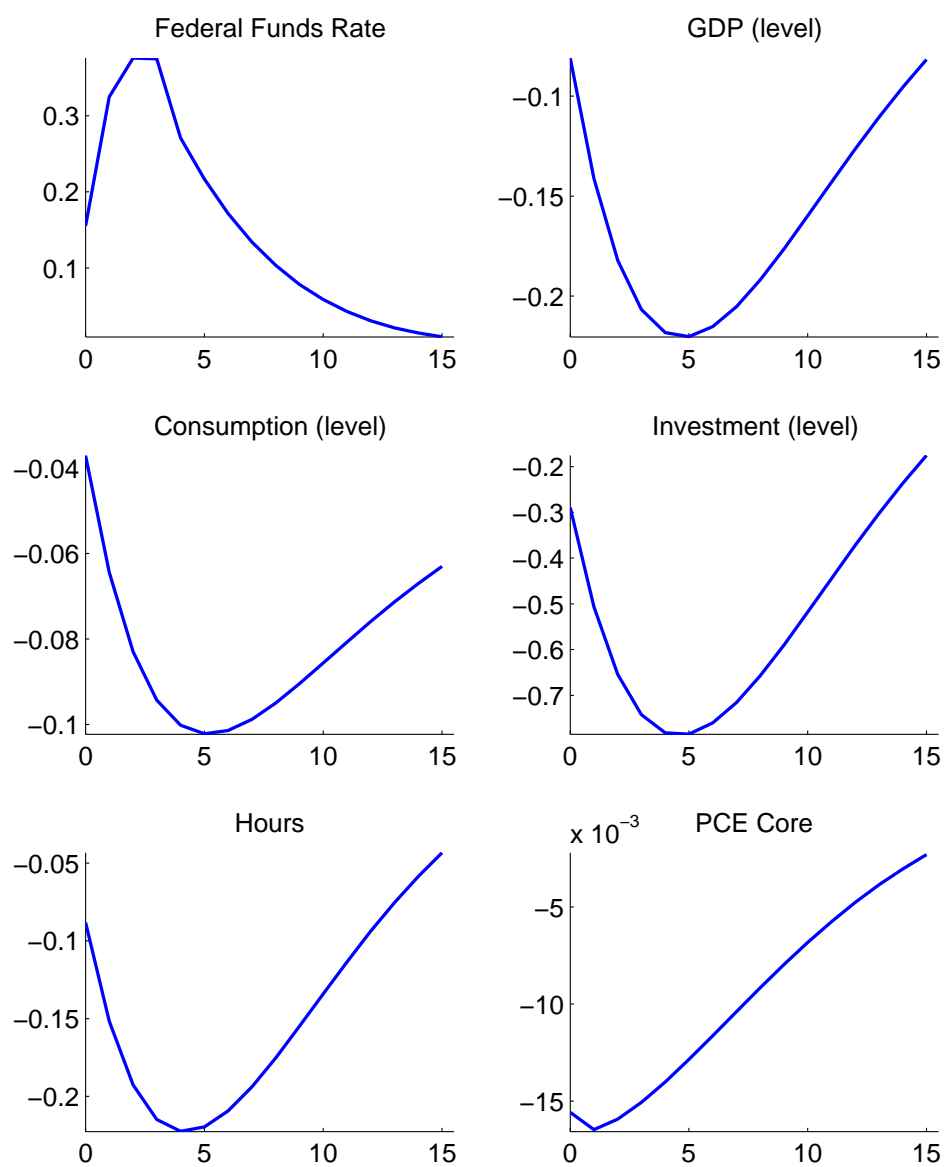 Federal Funds Rate
0.3
0.2
0.1
0 5 10 15
GDP (level)
−0.1
−0.15
−0.2
0 5 10 15
Consumption (level)
−0.04
−0.06
−0.08
−0.1
0 5 10 15
Investment (level)
−0.2
−0.3
−0.4
−0.5
−0.6
−0.7
0 5 10 15
Hours
−0.05
−0.1
−0.15
−0.2
0 5 10 15
x 10−3 PCE Core
−5
−10
−15
0 5 10 15